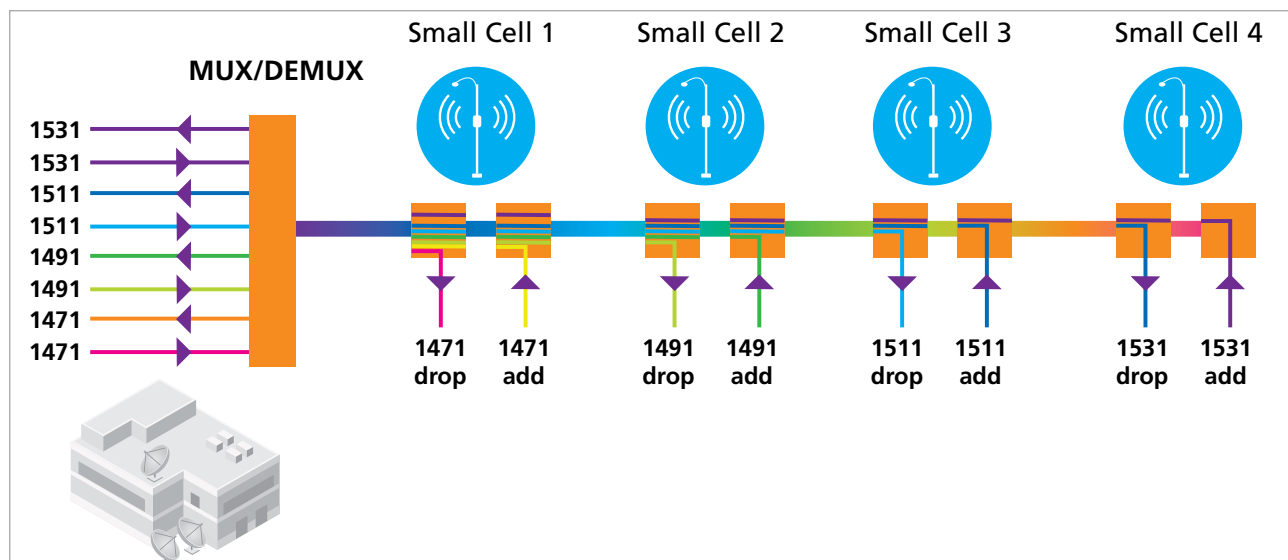 Small Cell 1
Small Cell 2
Small Cell 3
Small Cell 4
MUX/DEMUX
1531
1531
1511
1511
1491
1491
1471
1471
1471
drop
1471
add
1491
drop
1491
add
1511
drop
1511
add
1531
drop
1531
add